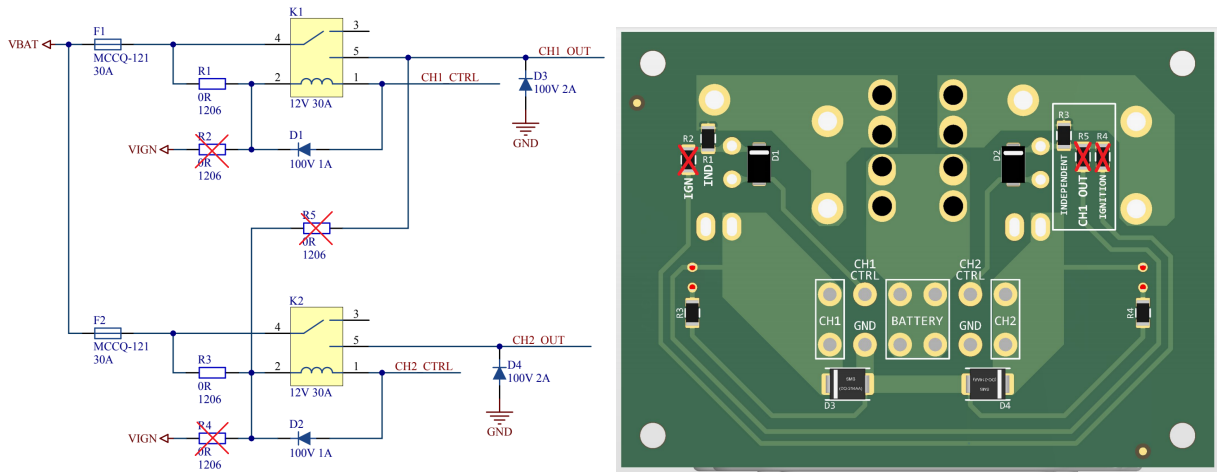 K1
F1
VBAT
MCCQ-121
30A
4
3
5
CH1_OUT
R1
0R
1206
2
1
CH1_CTRL
12V 30A
D3
100V 2A
GND
R2
VIGN
0R
1206
D1
100V 1A
R5
0R
1206
K2
F2
MCCQ-121
30A
4
3
5
CH2_OUT
R3
0R
1206
2
1
CH2_CTRL
12V 30A
D4
100V 2A
GND
R4
VIGN
0R
1206
D2
100V 1A
R2
R1
IGN
IND
D1
D2
R3
R5
R4
INDEPENDENT
CH1 OUT
IGNITION
CH1
CTRL
CH2
CTRL
R3
CH1
GND
BATTERY
GND
CH2
R4
D3
SMB
D4
SMB